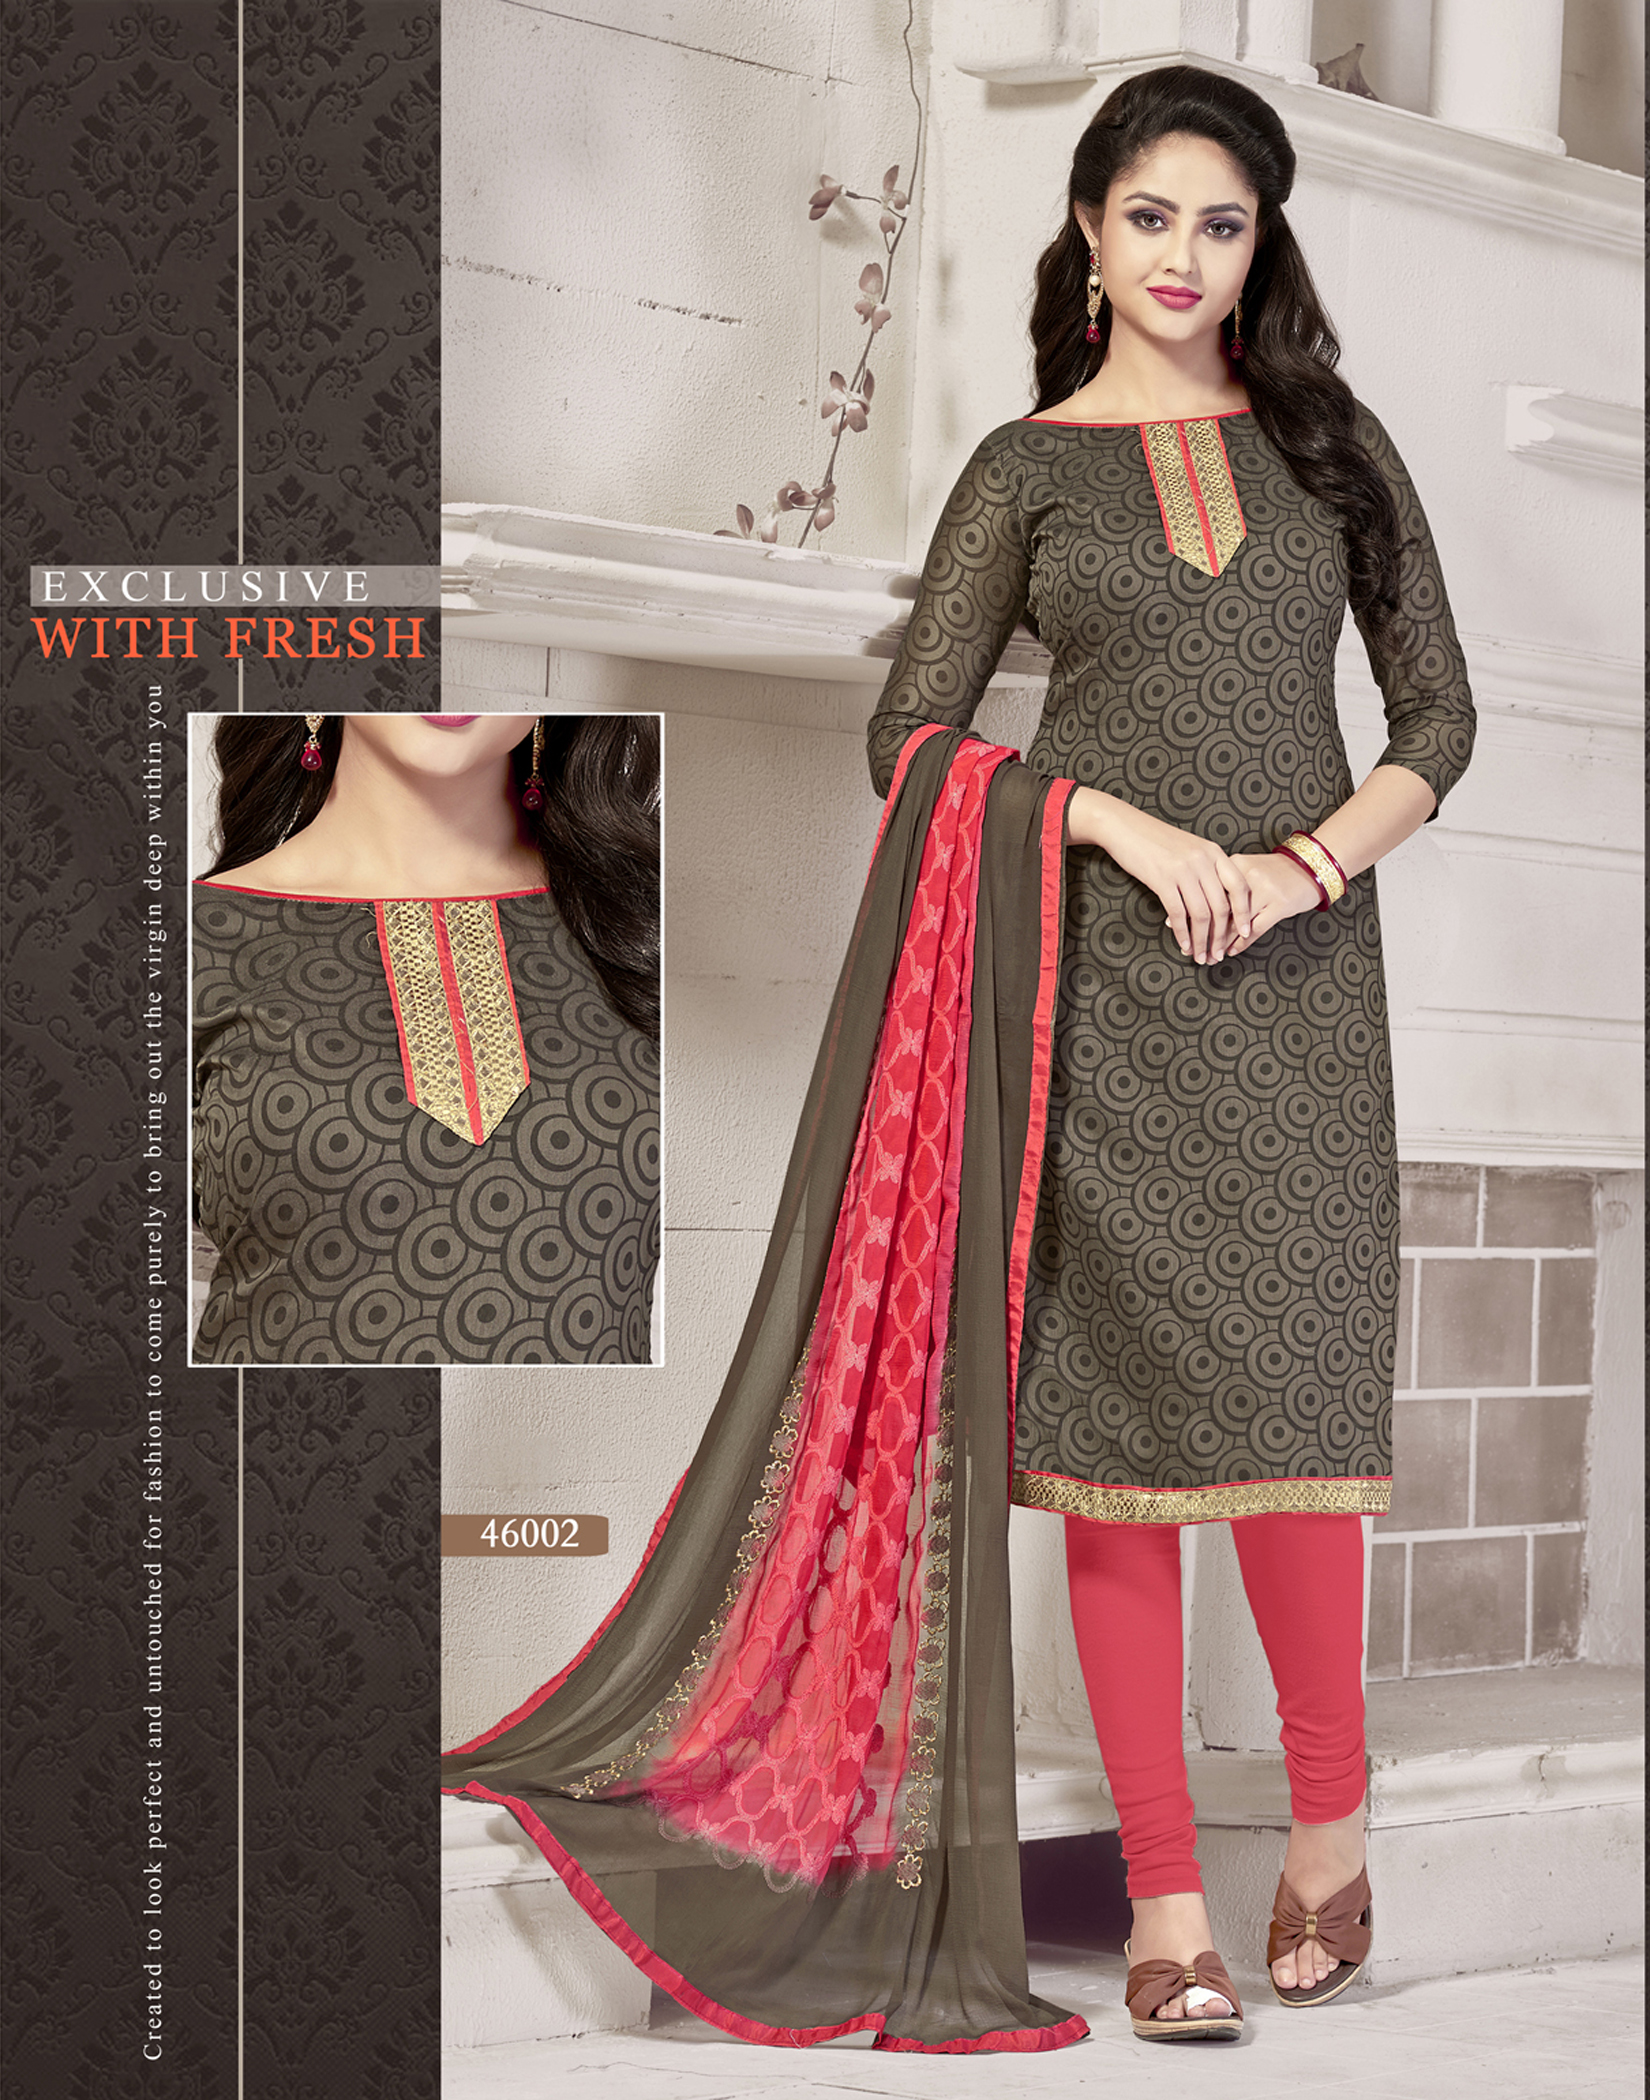 EXCLUSIVE
WITH FRESH
Created to look perfect and untouched for fashion to come purely to bring out the virgin deep within you
46002